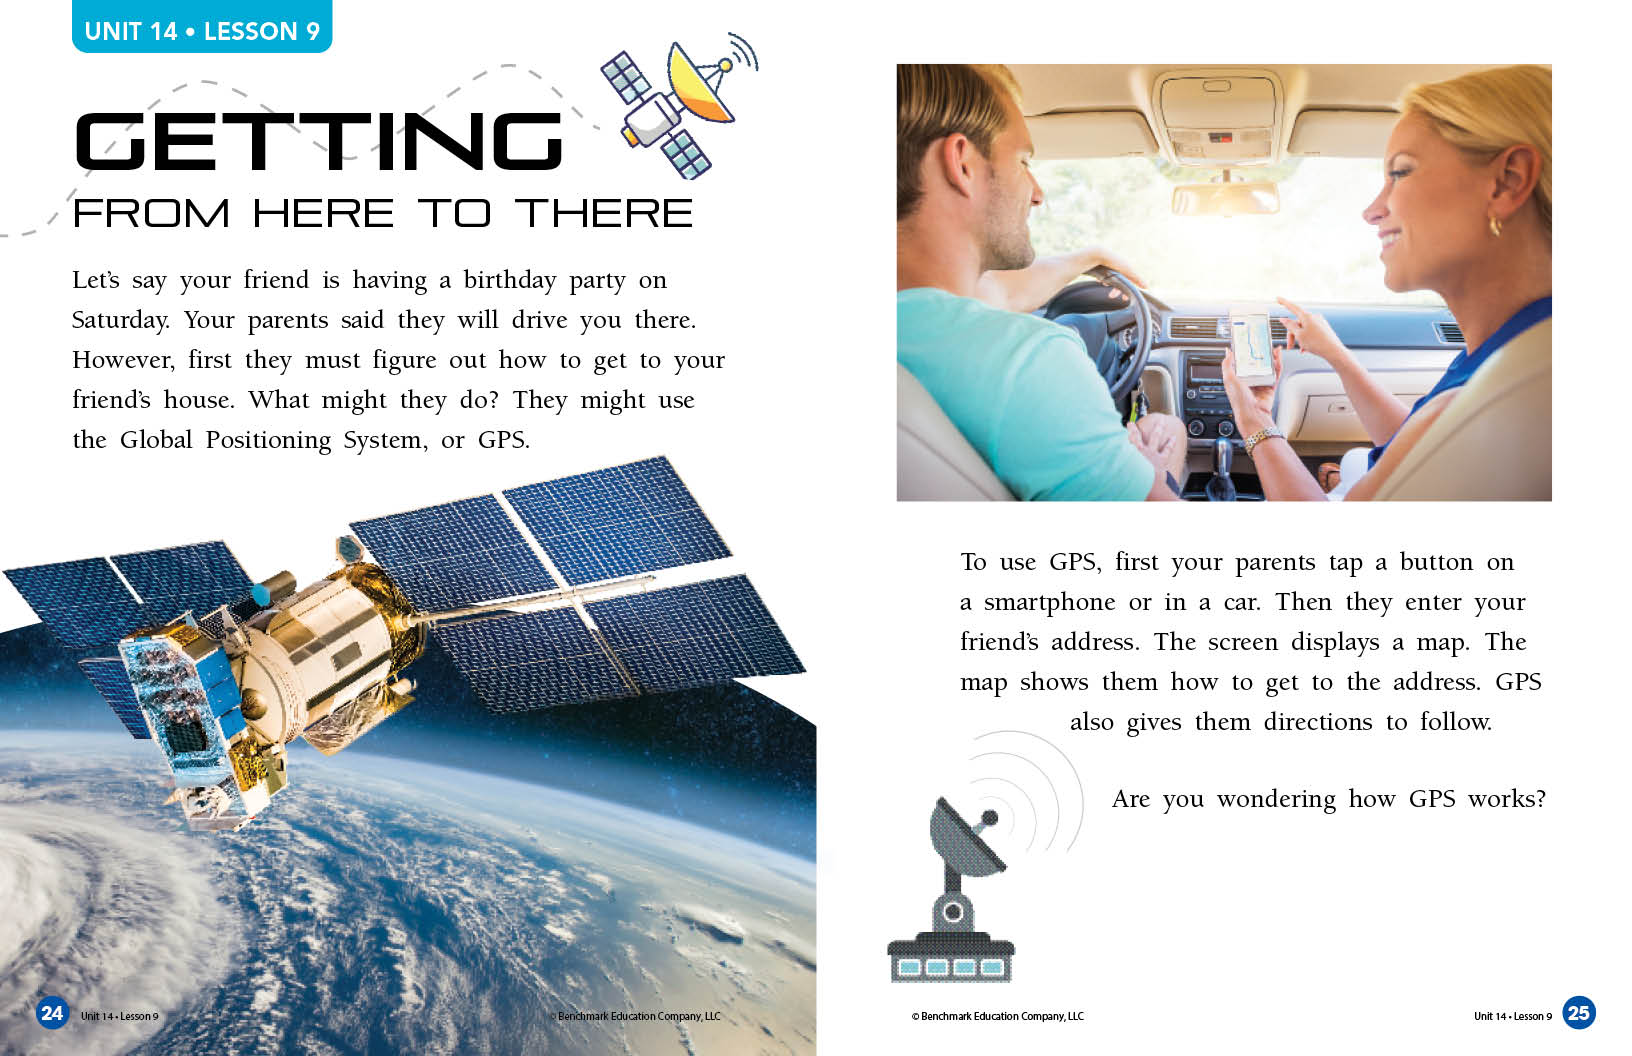 UNIT 14 • LESSON 9
GETTING
FROM HERE TO THERE
Let’s say your friend is having a birthday party on
Saturday. Your parents said they will drive you there.
However, first they must figure out how to get to your
friend’s house. What might they do? They might use
the Global Positioning System, or GPS.
24
Unit 14 • Lesson 9
© Benchmark Education Company, LLC
To use GPS, first your parents tap a button on
a smartphone or in a car. Then they enter your
friend’s address. The screen displays a map. The
map shows them how to get to the address. GPS
also gives them directions to follow.
Are you wondering how GPS works?
© Benchmark Education Company, LLC
Unit 14 • Lesson 9
25